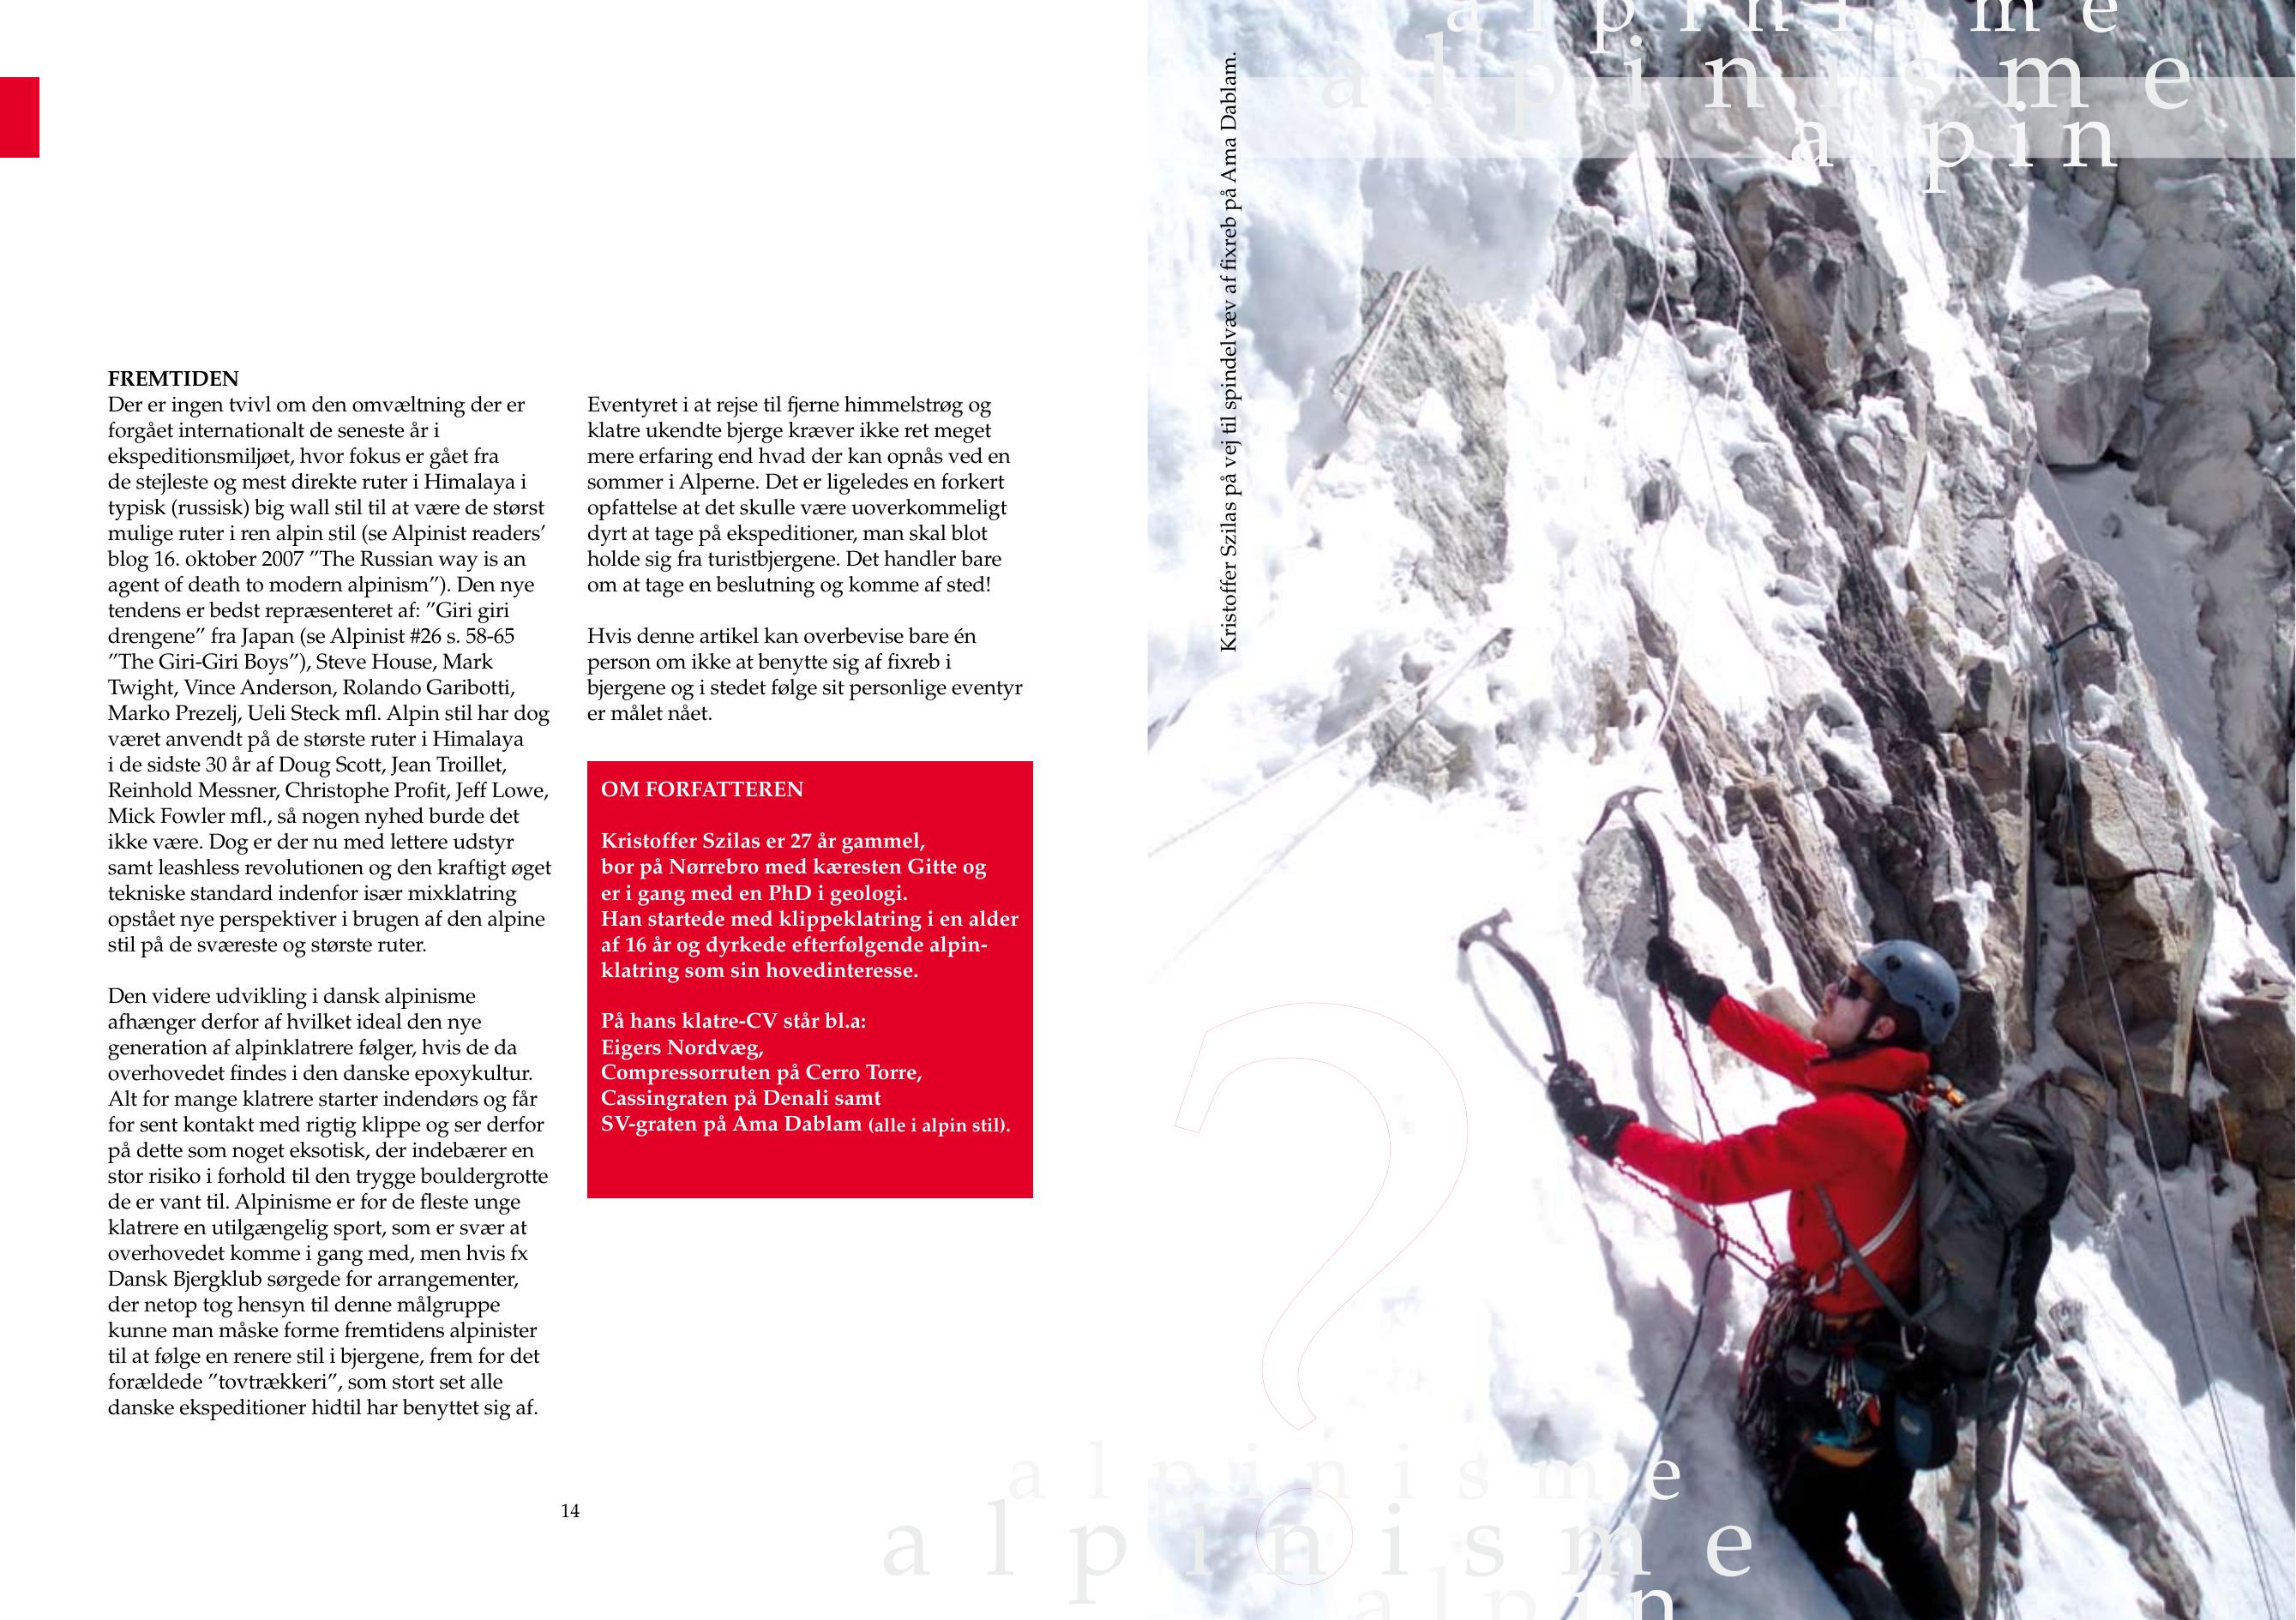 FREMTIDEN
Der er ingen tvivl om den omvæltning der er
forgået internationalt de seneste år i
ekspeditionsmiljøet, hvor fokus er gået fra
de stejleste og mest direkte ruter i Himalaya i
typisk (russisk) big wall stil til at være de størst
mulige ruter i ren alpin stil (se Alpinist readers’
blog 16. oktober 2007 ”The Russian way is an
agent of death to modern alpinism”). Den nye
tendens er bedst repræsenteret af: ”Giri giri
drengene” fra Japan (se Alpinist #26 s. 58-65
”The Giri-Giri Boys”), Steve House, Mark
Twight, Vince Anderson, Rolando Garibotti,
Marko Prezelj, Ueli Steck mfl. Alpin stil har dog
været anvendt på de største ruter i Himalaya
i de sidste 30 år af Doug Scott, Jean Troillet,
Reinhold Messner, Christophe Profit, Jeff Lowe,
Mick Fowler mfl., så nogen nyhed burde det
ikke være. Dog er der nu med lettere udstyr
samt leashless revolutionen og den kraftigt øget
tekniske standard indenfor især mixklatring
opstået nye perspektiver i brugen af den alpine
stil på de sværeste og største ruter.

Den videre udvikling i dansk alpinisme
afhænger derfor af hvilket ideal den nye
generation af alpinklatrere følger, hvis de da
overhovedet findes i den danske epoxykultur.
Alt for mange klatrere starter indendørs og får
for sent kontakt med rigtig klippe og ser derfor
på dette som noget eksotisk, der indebærer en
stor risiko i forhold til den trygge bouldergrotte
de er vant til. Alpinisme er for de fleste unge
klatrere en utilgængelig sport, som er svær at
overhovedet komme i gang med, men hvis fx
Dansk Bjergklub sørgede for arrangementer,
der netop tog hensyn til denne målgruppe
kunne man måske forme fremtidens alpinister
til at følge en renere stil i bjergene, frem for det
forældede ”tovtrækkeri”, som stort set alle
danske ekspeditioner hidtil har benyttet sig af.

Eventyret i at rejse til fjerne himmelstrøg og
klatre ukendte bjerge kræver ikke ret meget
mere erfaring end hvad der kan opnås ved en
sommer i Alperne. Det er ligeledes en forkert
opfattelse at det skulle være uoverkommeligt
dyrt at tage på ekspeditioner, man skal blot
holde sig fra turistbjergene. Det handler bare
om at tage en beslutning og komme af sted!

Hvis denne artikel kan overbevise bare én
person om ikke at benytte sig af fixreb i
bjergene og i stedet følge sit personlige eventyr
er målet nået.

OM FORFATTEREN

Kristoffer Szilas er 27 år gammel,
bor på Nørrebro med kæresten Gitte og
er i gang med en PhD i geologi.
Han startede med klippeklatring i en alder
af 16 år og dyrkede efterfølgende alpin-
klatring som sin hovedinteresse.

På hans klatre-CV står bl.a:
Eigers Nordvæg,
Compressorruten på Cerro Torre,
Cassingraten på Denali samt
SV-graten på Ama Dablam (alle i alpin stil).

14

Kristoffer Szilas på vej til spindelvæv af fixreb på Ama Dablam.

alpinisme
alpinisme
alpin
?
alpinisme
alpinisme
alpin